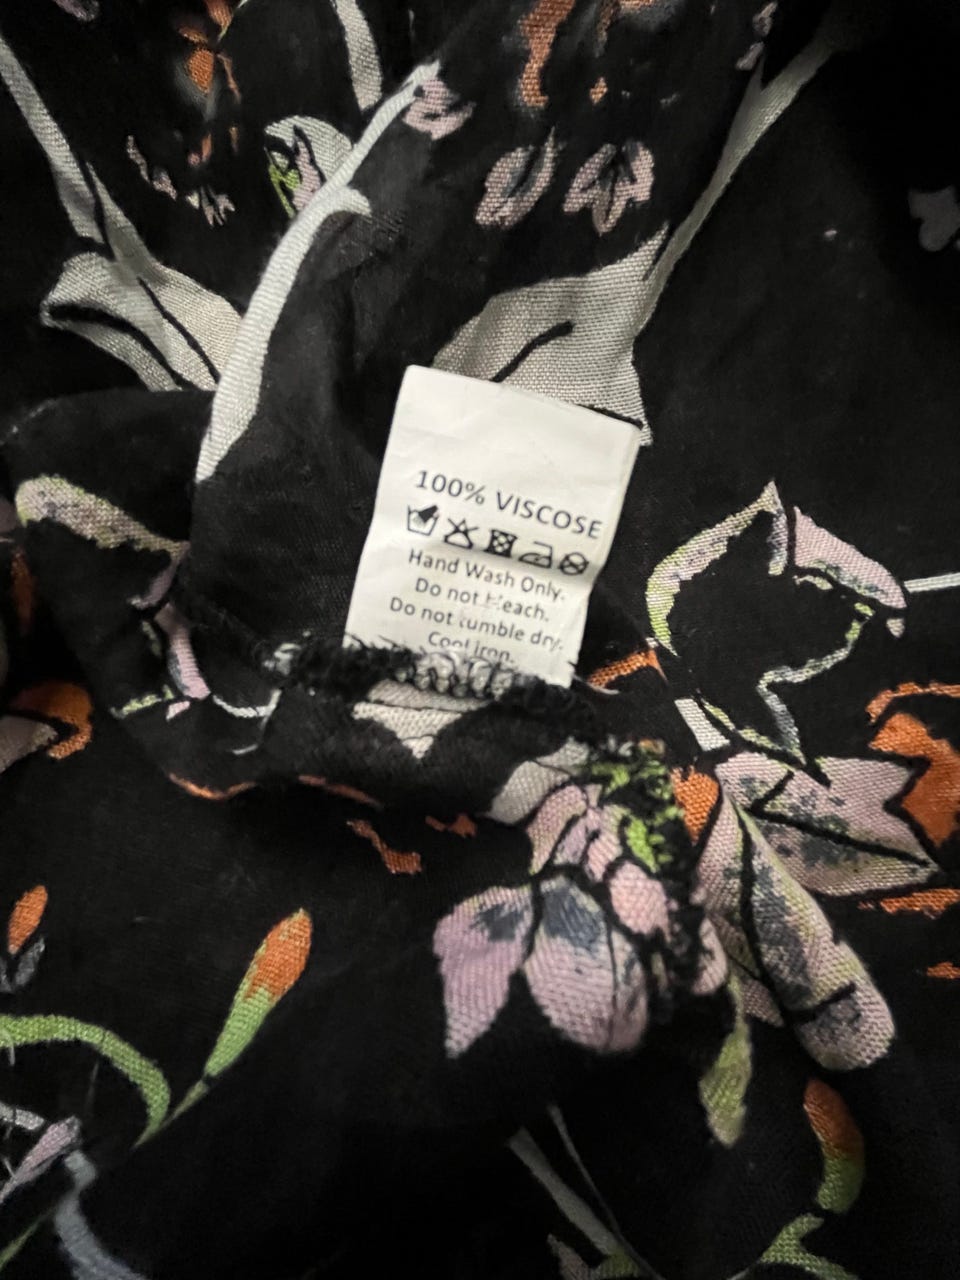 100% VISCOSE
Hand Wash Only.
Do not bleach.
Do not tumble dry.
Cool iron.